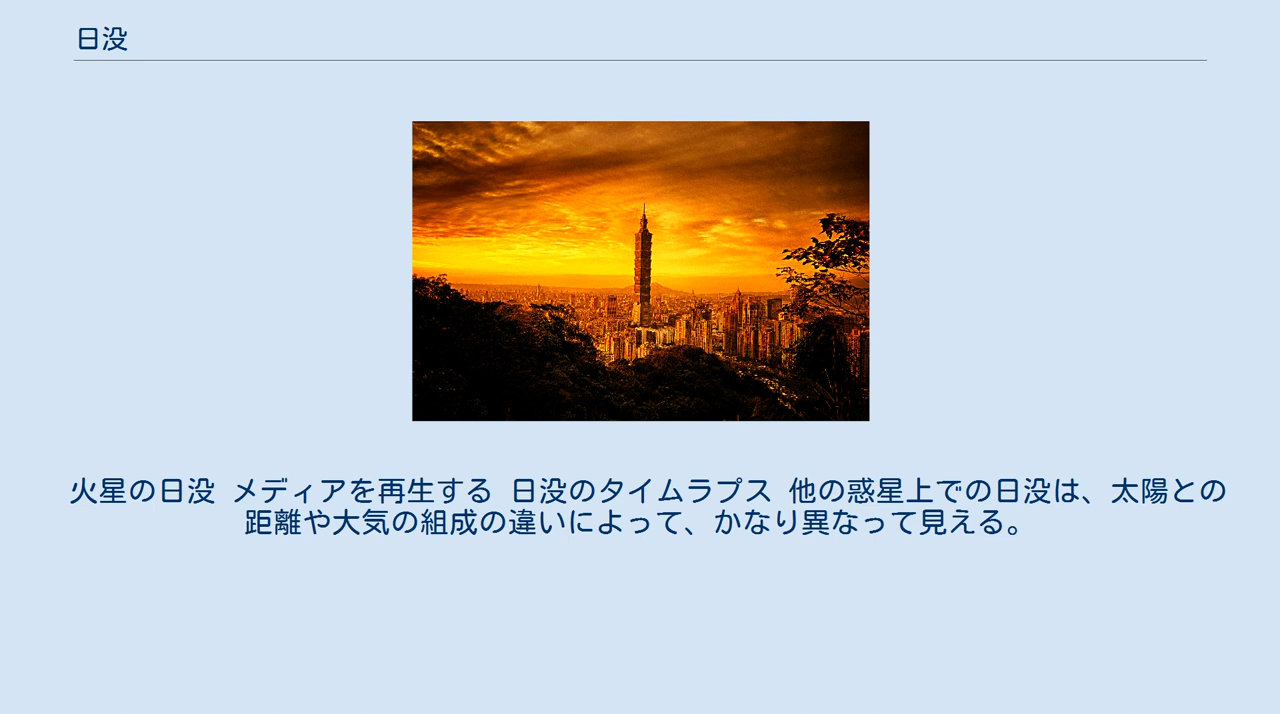 日没
火星の日没 メディアを再生する 日没のタイムラプス 他の惑星上での日没は、太陽との
距離や大気の組成の違いによって、かなり異なって見える。